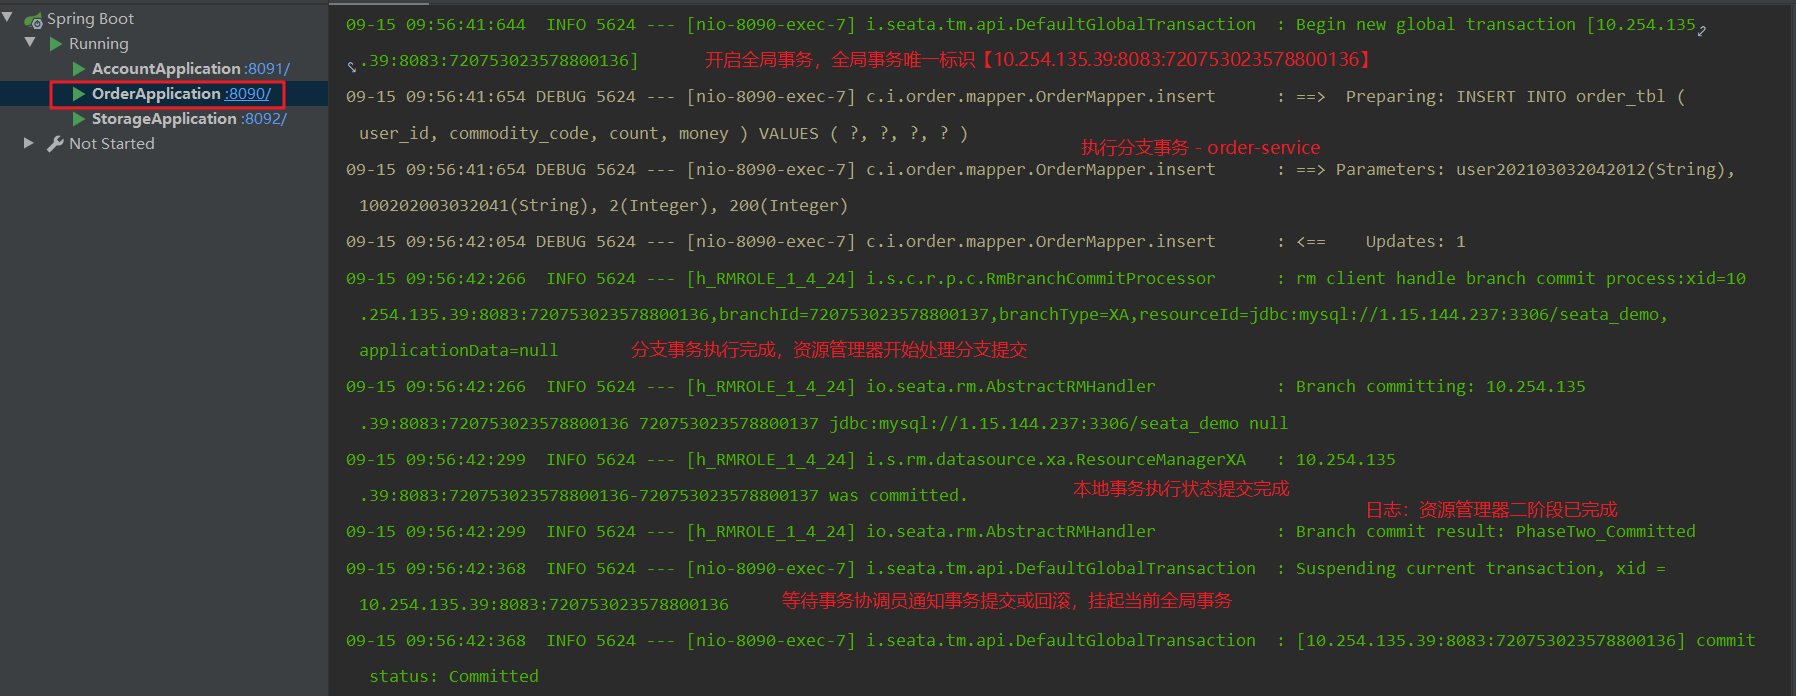 Spring Boot
Running
AccountApplication :8091/
OrderApplication :8090/
StorageApplication :8092/
Not Started
09-15 09:56:41:644  INFO 5624 --- [nio-8090-exec-7] i.seata.tm.api.DefaultGlobalTransaction  : Begin new global transaction [10.254.135
.39:8083:720753023578800136]
开启全局事务，全局事务唯一标识【10.254.135.39:8083:720753023578800136】
09-15 09:56:41:654 DEBUG 5624 --- [nio-8090-exec-7] c.i.order.mapper.OrderMapper.insert      : ==>  Preparing: INSERT INTO order_tbl (
user_id, commodity_code, count, money ) VALUES ( ?, ?, ?, ? )
执行分支事务 - order-service
09-15 09:56:41:654 DEBUG 5624 --- [nio-8090-exec-7] c.i.order.mapper.OrderMapper.insert      : ==> Parameters: user202103032042012(String),
100202003032041(String), 2(Integer), 200(Integer)
09-15 09:56:42:054 DEBUG 5624 --- [nio-8090-exec-7] c.i.order.mapper.OrderMapper.insert      : <==    Updates: 1
09-15 09:56:42:266  INFO 5624 --- [h_RMROLE_1_4_24] i.s.c.r.p.c.RmBranchCommitProcessor      : rm client handle branch commit process:xid=10
.254.135.39:8083:720753023578800136,branchId=720753023578800137,branchType=XA,resourceId=jdbc:mysql://1.15.144.237:3306/seata_demo,
applicationData=null
分支事务执行完成，资源管理器开始处理分支提交
09-15 09:56:42:266  INFO 5624 --- [h_RMROLE_1_4_24] io.seata.rm.AbstractRMHandler            : Branch committing: 10.254.135
.39:8083:720753023578800136 720753023578800137 jdbc:mysql://1.15.144.237:3306/seata_demo null
09-15 09:56:42:299  INFO 5624 --- [h_RMROLE_1_4_24] i.s.rm.datasource.xa.ResourceManagerXA   : 10.254.135
.39:8083:720753023578800136-720753023578800137 was committed.
本地事务执行状态提交完成
日志：资源管理器二阶段已完成
09-15 09:56:42:299  INFO 5624 --- [h_RMROLE_1_4_24] io.seata.rm.AbstractRMHandler            : Branch commit result: PhaseTwo_Committed
09-15 09:56:42:368  INFO 5624 --- [nio-8090-exec-7] i.seata.tm.api.DefaultGlobalTransaction  : Suspending current transaction, xid =
10.254.135.39:8083:720753023578800136
等待事务协调员通知事务提交或回滚，挂起当前全局事务
09-15 09:56:42:368  INFO 5624 --- [nio-8090-exec-7] i.seata.tm.api.DefaultGlobalTransaction  : [10.254.135.39:8083:720753023578800136] commit
status: Committed